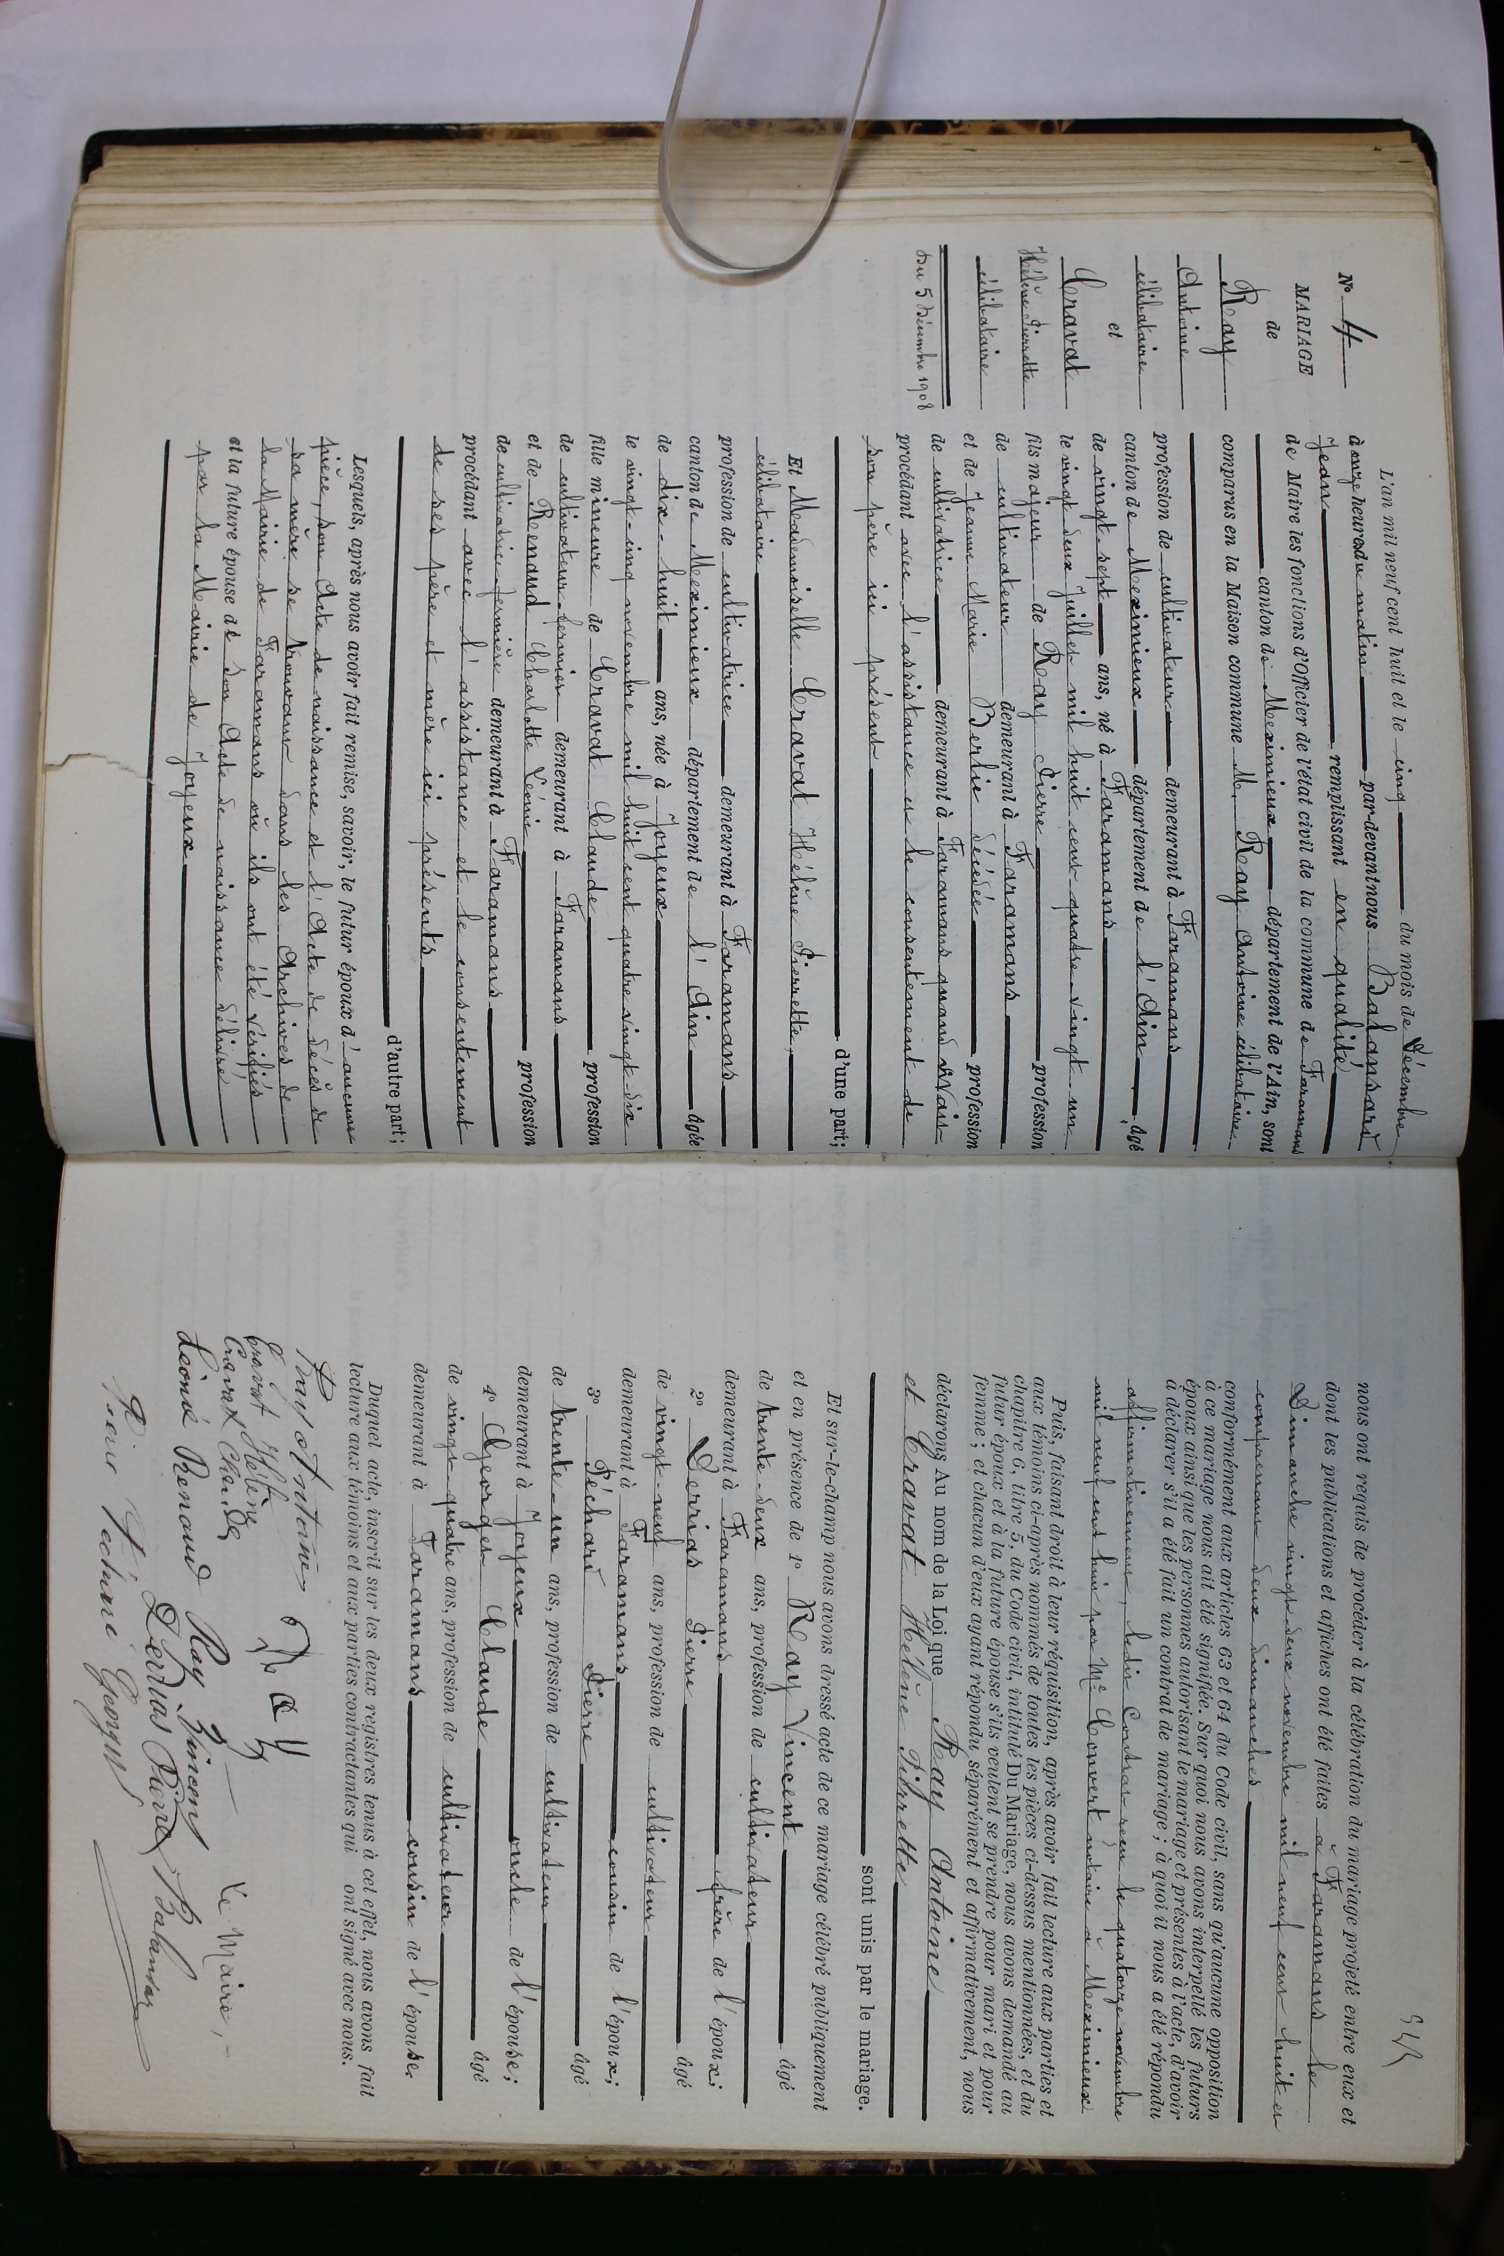 N° 4
MARIAGE
de
Ray
Antoine
célibataire
et
Cravat
Hélène Pierrette
célibataire
Du 5 Décembre 1908
L'an mil neuf cent huit et le cinq du mois de Décembre
à onze heures du matin par-devant nous Balansard
Jean remplissant en qualité
de Maire les fonctions d'Officier de l'état civil de la commune de Faramans
canton de Meximieux département de l'Ain, sont
comparus en la Maison commune M. Ray Antoine célibataire
profession de cultivateur demeurant à Faramans
canton de Meximieux département de l'Ain, âgé
de vingt-sept ans, né à Faramans
le vingt deux Juillet mil huit cent quatre-vingt-un
fils majeur de Ray Pierre profession
de cultivateur demeurant à Faramans
et de Jeanne Marie Berlie décédée profession
de cultivatrice demeurant à Faramans quand vivait
procédant avec l'assistance et le consentement de
son père ici présent
d'une part;
Et Mademoiselle Cravat Hélène Pierrette,
célibataire
profession de cultivatrice demeurant à Faramans
canton de Meximieux département de l'Ain âgée
de dix-huit ans, née à Joyeux
le vingt-cinq novembre mil huit cent quatre vingt-dix
fille mineure de Cravat Claude profession
de cultivateur-fermier demeurant à Faramans
et de Renaud Charlotte Léonie profession
de cultivatrice-fermière demeurant à Faramans
procédant avec l'assistance et le consentement
de ses père et mère ici présents
d'autre part;
Lesquels, après nous avoir fait remise, savoir, le futur époux d'aucune
pièce, son Acte de naissance et l'Acte de décès de
sa mère se trouvant dans les Archives de
la Mairie de Faramans où ils ont été vérifiés
et la future épouse de son Acte de naissance délivré
par la Mairie de Joyeux
nous ont requis de procéder à la célébration du mariage projeté entre eux et
dont les publications et affiches ont été faites à Faramans le
Dimanche vingt-deux novembre mil neuf cent huit et
comprenant deux dimanches
conformément aux articles 63 et 64 du Code civil, sans qu'aucune opposition
à ce mariage nous ait été signifiée. Sur quoi nous avons interpellé les futurs
époux ainsi que les personnes autorisant le mariage et présentes à l'acte, d'avoir
à déclarer s'il a été fait un contrat de mariage; à quoi il nous a été répondu
affirmativement, ledit Contrat reçu le quatorze novembre
mil neuf cent huit par Me Convert notaire à Meximieux
Puis, faisant droit à leur réquisition, après avoir fait lecture aux parties et
aux témoins ci-après nommés de toutes les pièces ci-dessus mentionnées, et du
chapitre 6, titre 5, du Code civil, intitulé Du Mariage, nous avons demandé au
futur époux et à la future épouse s'ils veulent se prendre pour mari et pour
femme; et chacun d'eux ayant répondu séparément et affirmativement, nous
déclarons Au nom de la Loi que Ray Antoine
et Cravat Hélène Pierrette
sont unis par le mariage.
Et sur-le-champ nous avons dressé acte de ce mariage célébré publiquement
et en présence de 1° Ray Vincent âgé
de trente-deux ans, profession de cultivateur
demeurant à Faramans frère de l'époux;
2° Derrias Pierre âgé
de vingt-neuf ans, profession de cultivateur
demeurant à Faramans cousin de l'époux;
3° Péchard Pierre âgé
de trente-un ans, profession de cultivateur
demeurant à Joyeux oncle de l'épouse;
4° Georges Claude âgé
de vingt-quatre ans, profession de cultivateur
demeurant à Faramans cousin de l'épouse.
Duquel acte, inscrit sur les deux registres tenus à cet effet, nous avons fait
lecture aux témoins et aux parties contractantes qui ont signé avec nous.
Ray Antoine
Ray
cravat Hélène
Cravat Claude
Le Maire,
Léonie Renaud Ray Vincent
Derrias Pierre Balansard
Georges